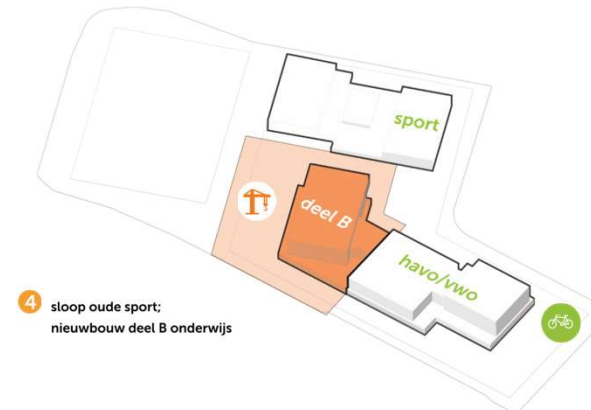 sport
deel B
havo/vwo
4 sloop oude sport;
nieuwbouw deel B onderwijs